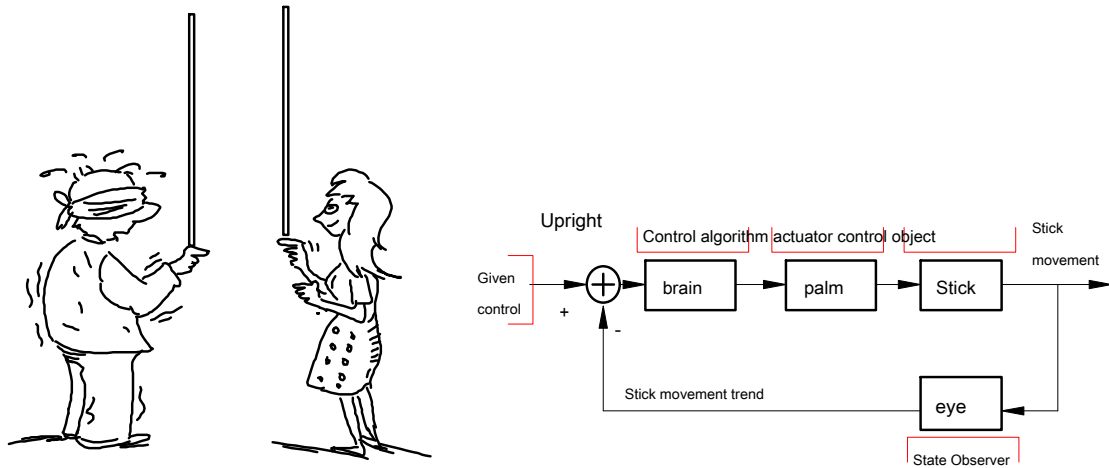 Upright
Control algorithm actuator control object
Stick
movement
Given
control
+
-
brain
palm
Stick
Stick movement trend
eye
State Observer